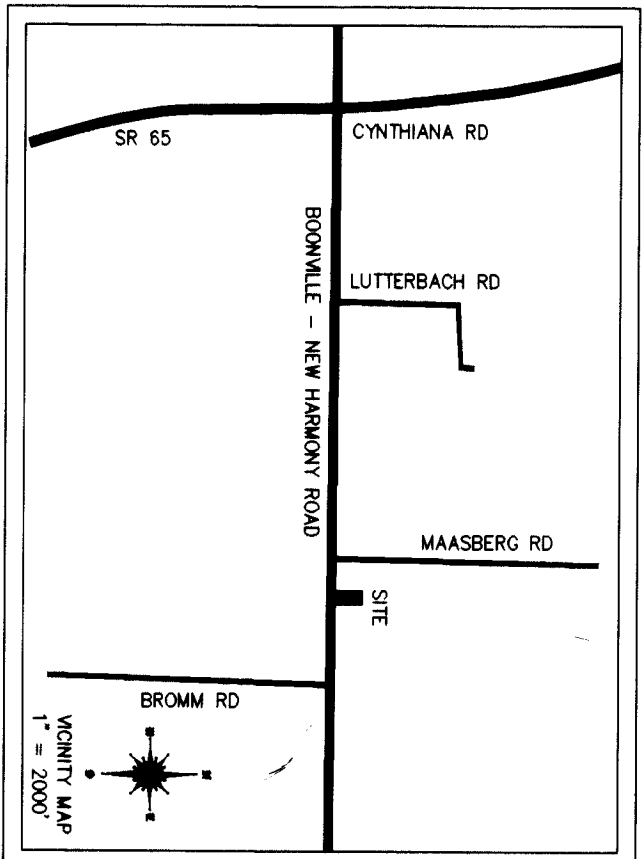 SR 65
CYNTHIANA RD
LUTTERBACH RD
BOONVILLE - NEW HARMONY ROAD
MAASBERG RD
SITE
BROMM RD
VICINITY MAP
1" = 2000'